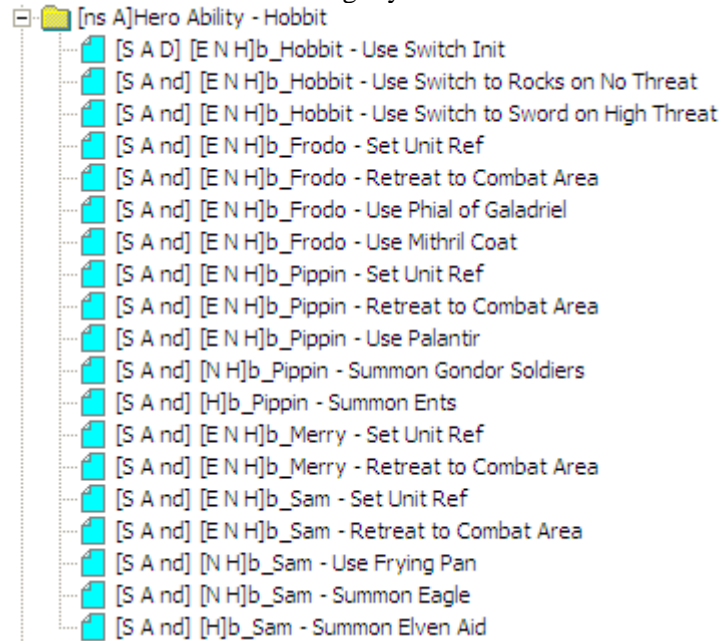 [ns A]Hero Ability - Hobbit
[S A D] [E N H]b_Hobbit - Use Switch Init
[S A nd] [E N H]b_Hobbit - Use Switch to Rocks on No Threat
[S A nd] [E N H]b_Hobbit - Use Switch to Sword on High Threat
[S A nd] [E N H]b_Frodo - Set Unit Ref
[S A nd] [E N H]b_Frodo - Retreat to Combat Area
[S A nd] [E N H]b_Frodo - Use Phial of Galadriel
[S A nd] [E N H]b_Frodo - Use Mithril Coat
[S A nd] [E N H]b_Pippin - Set Unit Ref
[S A nd] [E N H]b_Pippin - Retreat to Combat Area
[S A nd] [E N H]b_Pippin - Use Palantir
[S A nd] [N H]b_Pippin - Summon Gondor Soldiers
[S A nd] [H]b_Pippin - Summon Ents
[S A nd] [E N H]b_Merry - Set Unit Ref
[S A nd] [E N H]b_Merry - Retreat to Combat Area
[S A nd] [E N H]b_Sam - Set Unit Ref
[S A nd] [E N H]b_Sam - Retreat to Combat Area
[S A nd] [N H]b_Sam - Use Frying Pan
[S A nd] [N H]b_Sam - Summon Eagle
[S A nd] [H]b_Sam - Summon Elven Aid